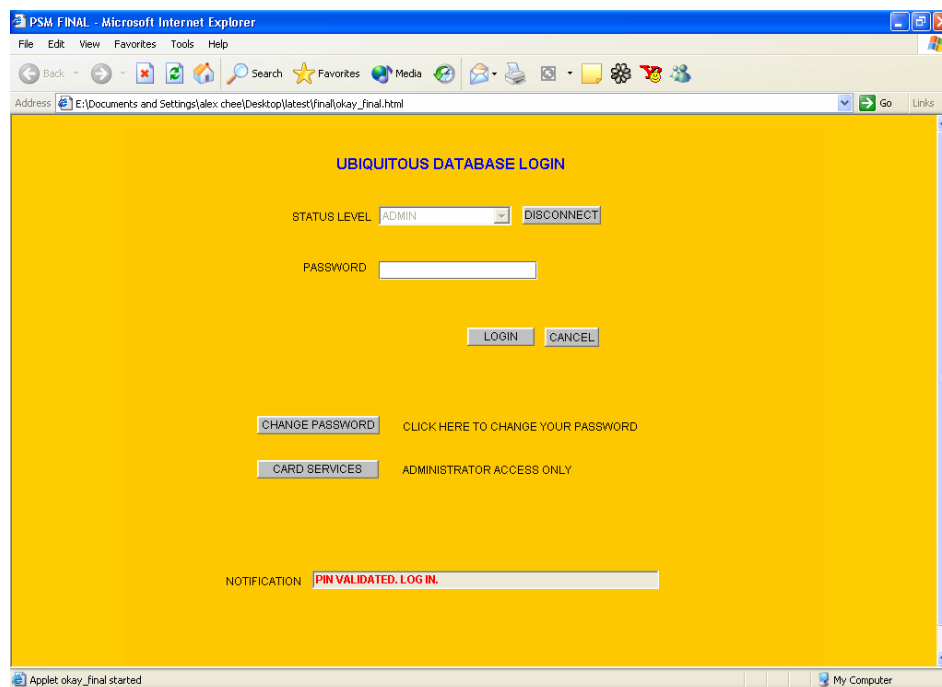 PSM FINAL - Microsoft Internet Explorer
File Edit View Favorites Tools Help
Back Search Favorites Media
Address E:\Documents and Settings\alex chee\Desktop\latest\final\okay_final.html Go Links
UBIQUITOUS DATABASE LOGIN
STATUS LEVEL ADMIN DISCONNECT
PASSWORD
LOGIN CANCEL
CHANGE PASSWORD CLICK HERE TO CHANGE YOUR PASSWORD
CARD SERVICES ADMINISTRATOR ACCESS ONLY
NOTIFICATION PIN VALIDATED. LOG IN.
Applet okay_final started My Computer